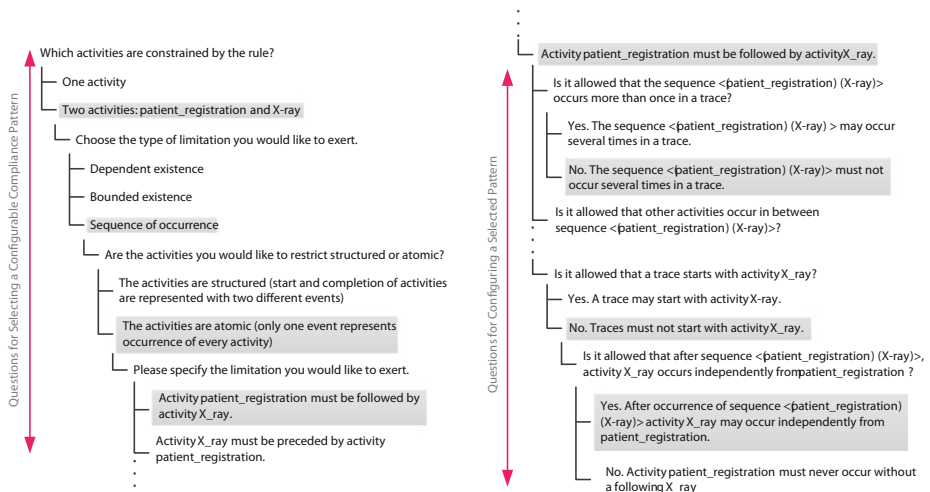 Questions for Selecting a Configurable Compliance Pattern
Which activities are constrained by the rule?
One activity
Two activities: patient_registration and X-ray
Choose the type of limitation you would like to exert.
Dependent existence
Bounded existence
Sequence of occurrence
Are the activities you would like to restrict structured or atomic?
The activities are structured (start and completion of activities
are represented with two different events)
The activities are atomic (only one event represents
occurrence of every activity)
Please specify the limitation you would like to exert.
Activity patient_registration must be followed by
activity X_ray.
Activity X_ray must be preceded by activity
patient_registration.
Questions for Configuring a Selected Pattern
Activity patient_registration must be followed by activityX_ray.
Is it allowed that the sequence <(patient_registration) (X-ray)>
occurs more than once in a trace?
Yes. The sequence <(patient_registration) (X-ray) > may occur
several times in a trace.
No. The sequence <(patient_registration) (X-ray)> must not
occur several times in a trace.
Is it allowed that other activities occur in between
sequence <(patient_registration) (X-ray)>?
Is it allowed that a trace starts with activity X_ray?
Yes. A trace may start with activity X-ray.
No. Traces must not start with activity X_ray.
Is it allowed that after sequence <(patient_registration) (X-ray)>,
activity X_ray occurs independently from patient_registration ?
Yes. After occurrence of sequence <(patient_registration)
(X-ray)> activity X_ray may occur independently from
patient_registration.
No. Activity patient_registration must never occur without
a following X_ray